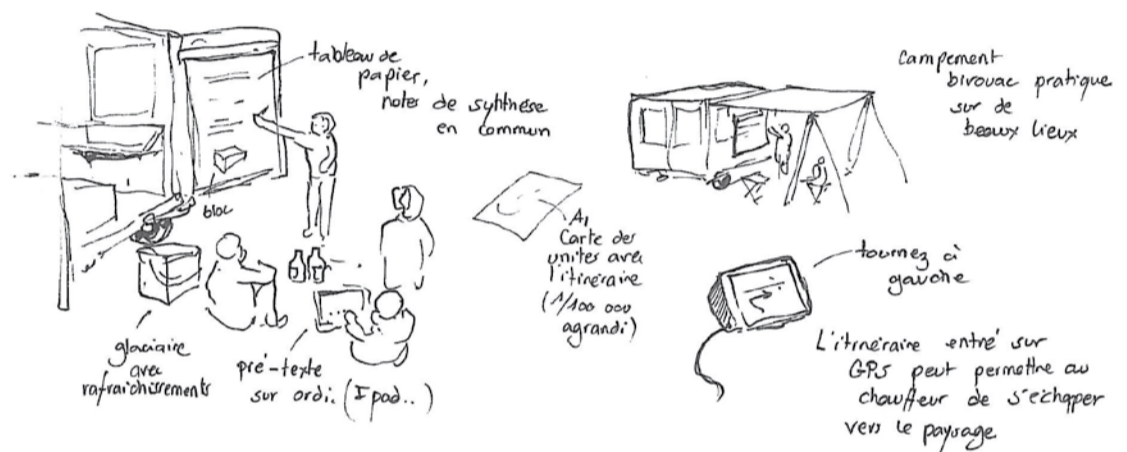 tableau de
papier,
notes de synthèse
en commun
bloc
glaciaire
avec
rafraichissements
pré-texte
sur ordi. (Ipad..)
A1
Carte des
unites avec
l'itinéraire
(1/100 000
agrandi)
Campement
bivouac pratique
sur de
beaux lieux
tournez à
gauche
L'itinéraire entré sur
GPS peut permettre au
chauffeur de s'échapper
vers le paysage